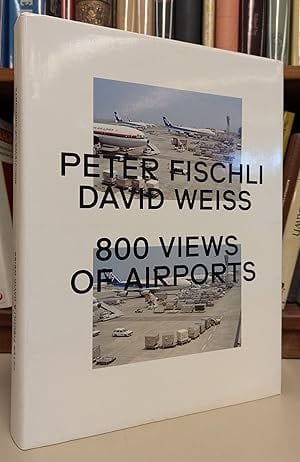 PETER FISCHLI
DAVID WEISS
800 VIEWS
OF AIRPORTS